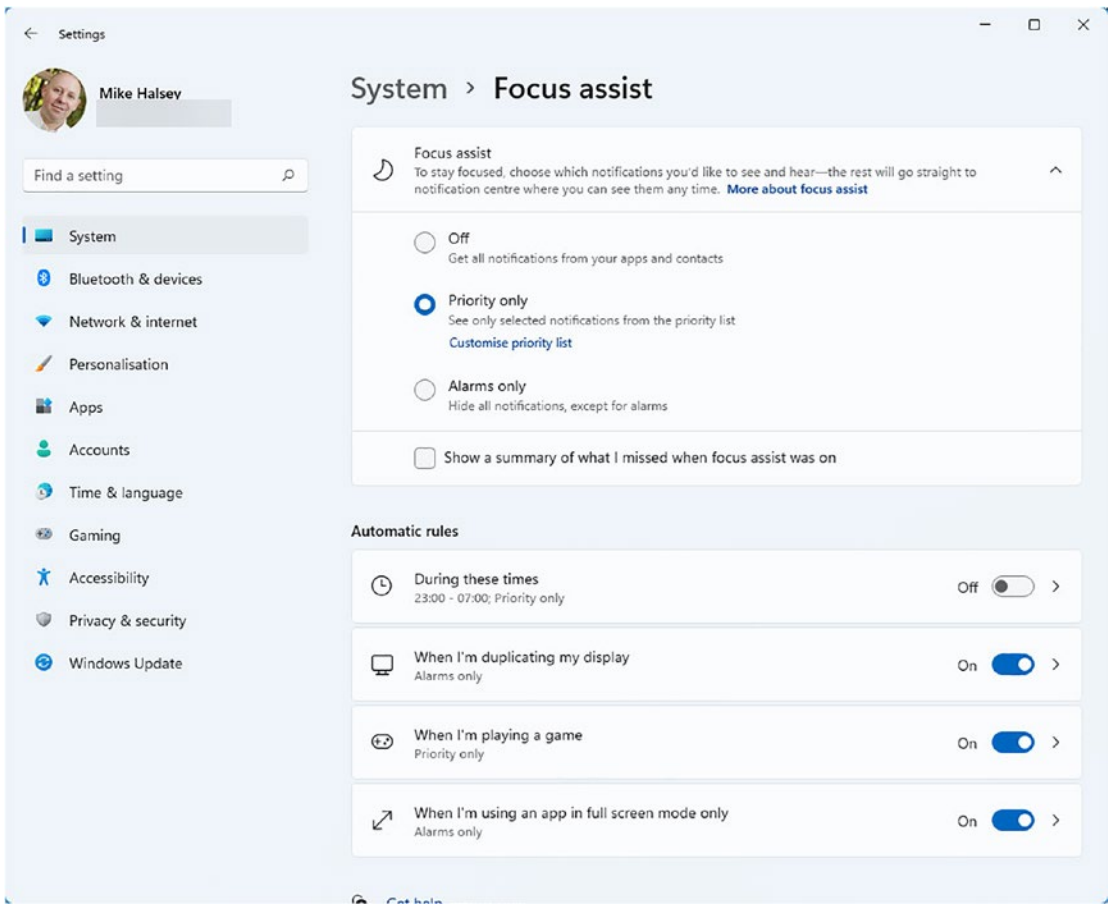 Settings
Mike Halsey
Find a setting
System
Bluetooth & devices
Network & internet
Personalisation
Apps
Accounts
Time & language
Gaming
Accessibility
Privacy & security
Windows Update
System > Focus assist
Focus assist
To stay focused, choose which notifications you'd like to see and hear—the rest will go straight to
notification centre where you can see them any time. More about focus assist
Off
Get all notifications from your apps and contacts
Priority only
See only selected notifications from the priority list
Customise priority list
Alarms only
Hide all notifications, except for alarms
Show a summary of what I missed when focus assist was on
Automatic rules
During these times
23:00 - 07:00; Priority only
Off
When I'm duplicating my display
Alarms only
On
When I'm playing a game
Priority only
On
When I'm using an app in full screen mode only
Alarms only
On
Get help